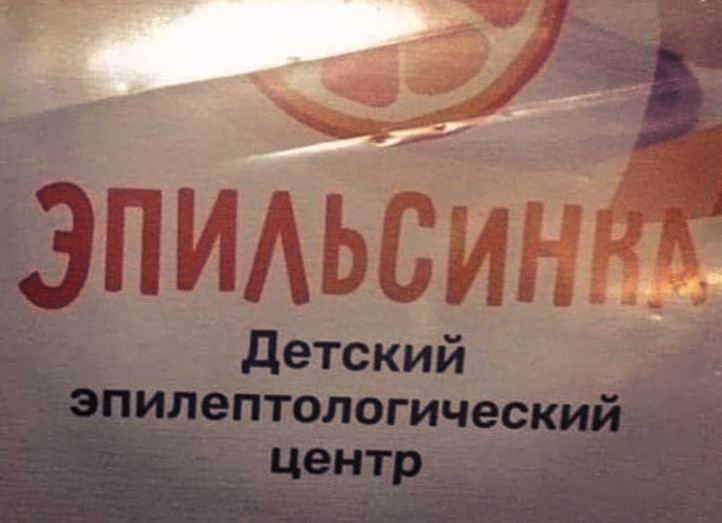 ЭПИЛЬСИНКА
Детский
эпилептологический
центр